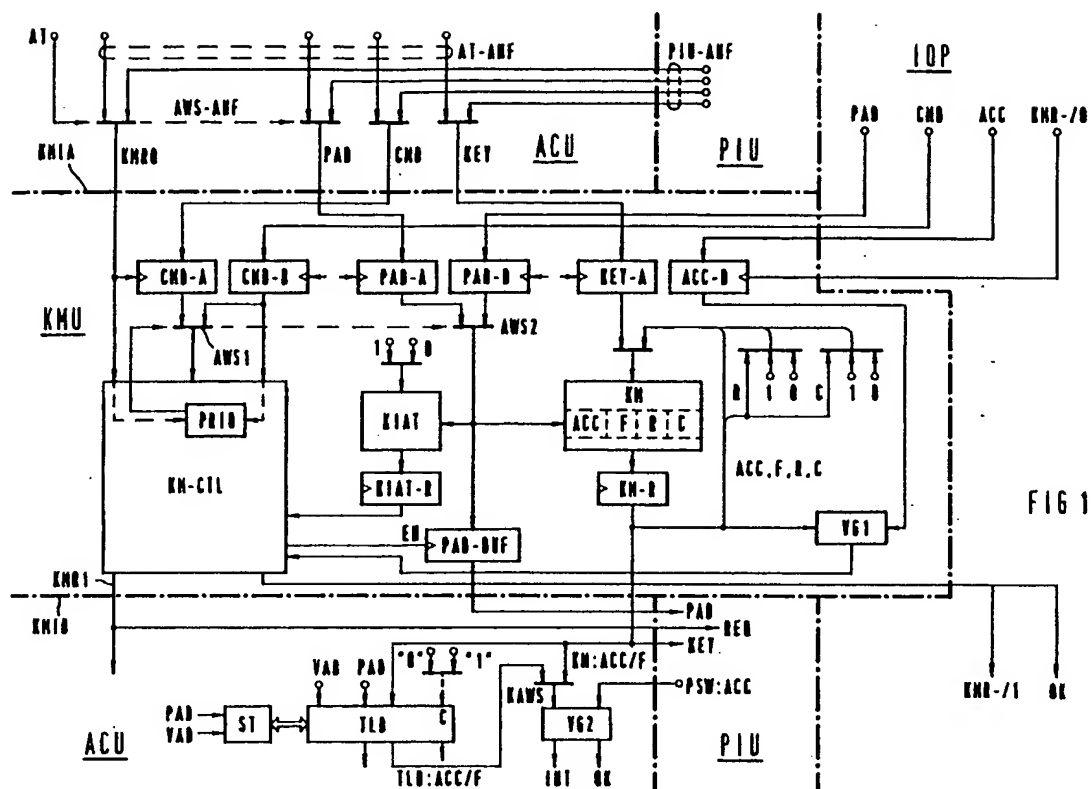 AT
AT-ANF
PIU-ANF
IOP
AWS-ANF
PAD
CMD
ACC
KMR-/0
KMIA
KMRQ
PAD
CMD
KEY
ACU
PIU
CMD-A
CMD-B
PAD-A
PAD-B
KEY-A
ACC-B
KMU
AWS1
AWS2
1 0
R 1 0 C 1 0
PRIO
KIAT
KM
ACC F R C
KM-CTL
ACC,F,R,C
KIAT-R
KM-R
FIG 1
EN
PAD-BUF
VG1
KMR1
KMIB
PAD
REQ
KEY
VAD
PAD
"0"
"1"
KM:ACC/F
KMR-/1
OK
KAWS
PSW:ACC
PAD
VAD
ST
TLB
C
VG2
ACU
TLB:ACC/F
INT
OK
PIU